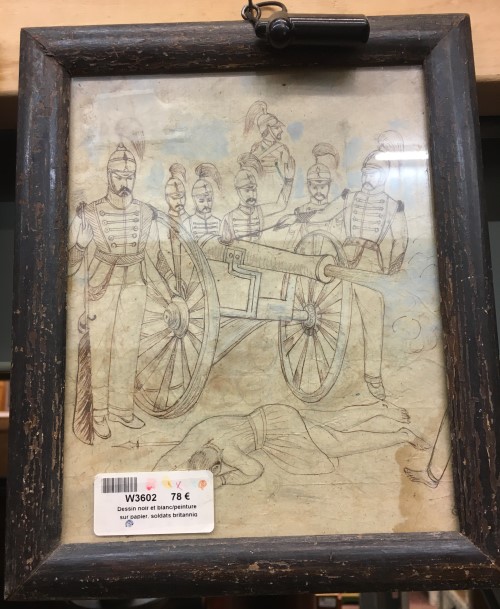 W3602 78 €
Dessin noir et blanc/peinture
sur papier. soldats britanniq